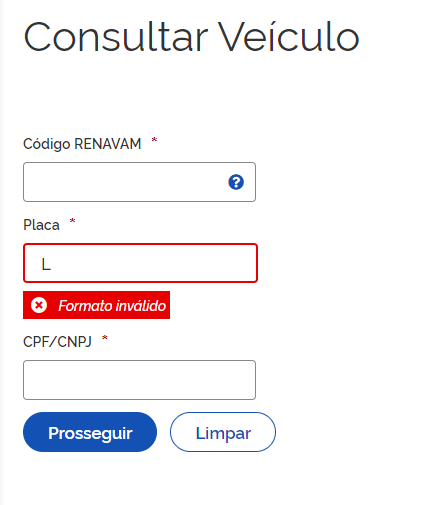 Consultar Veículo
Código RENAVAM *
Placa *
L
Formato inválido
CPF/CNPJ *
Prosseguir
Limpar